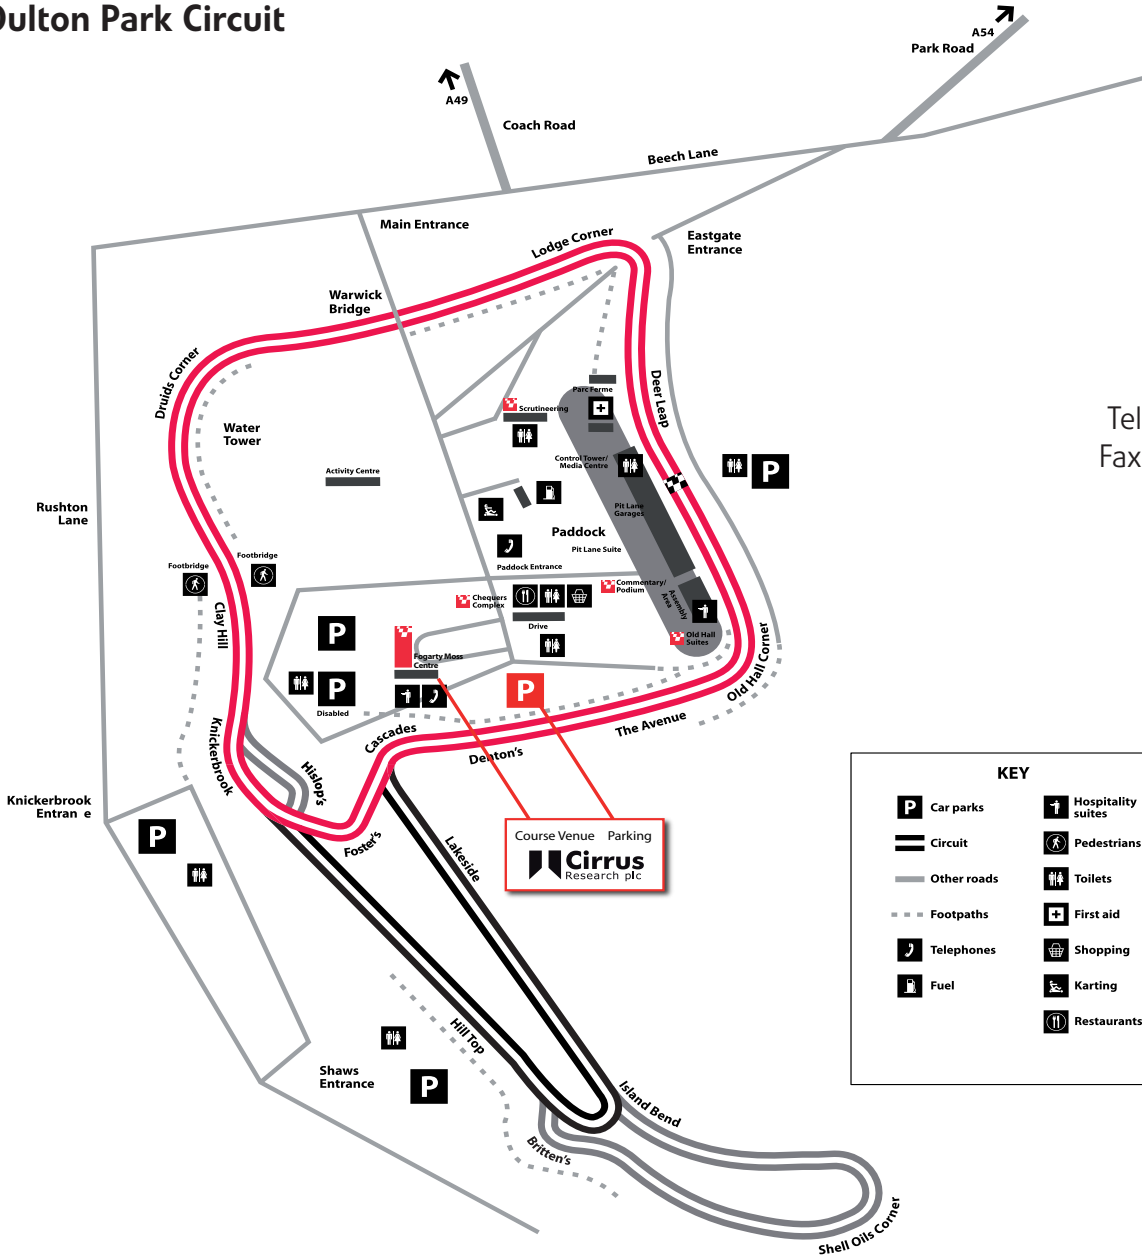 Oulton Park Circuit
A54
Park Road
A49
Coach Road
Beech Lane
Main Entrance
Lodge Corner
Eastgate
Entrance
Warwick
Bridge
Druids Corner
Deer Leap
Parc Ferme
Scrutineering
Water
Tower
Control Tower/
Media Centre
Activity Centre
P
Tel
Fax
Rushton
Lane
Pit Lane
Garages
Paddock
Pit Lane Suite
Paddock Entrance
Footbridge
Footbridge
Commentary/
Podium
Chequers
Complex
Assembly
Area
Drive
Clay Hill
P
Old Hall
Suites
Old Hall Corner
Fogarty Moss
Centre
P
Disabled
P
The Avenue
Cascades
Denton's
Knickerbrook
Hislop's
Knickerbrook
Entran e
P
Foster's
Lakeside
Course Venue Parking
Cirrus
Research plc
KEY
P Car parks
Circuit
Other roads
Footpaths
Telephones
Fuel
Hospitality
suites
Pedestrians
Toilets
First aid
Shopping
Karting
Restaurants
Hill Top
Shaws
Entrance
P
Island Bend
Britten's
Shell Oils Corner